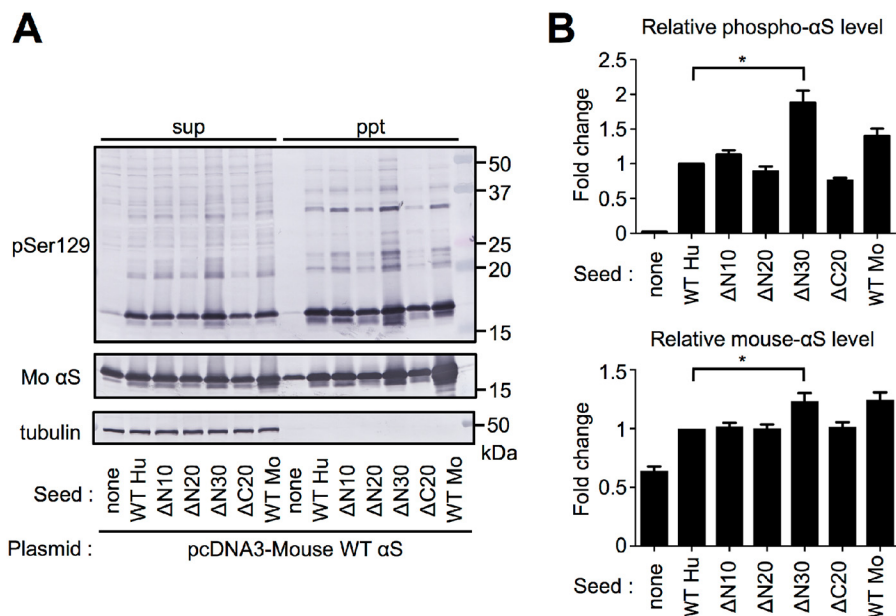 A
sup ppt
pSer129
50
37
25
20
15
Mo αS
15
tubulin
50
kDa
Seed : none WT Hu ΔN10 ΔN20 ΔN30 ΔC20 WT Mo none WT Hu ΔN10 ΔN20 ΔN30 ΔC20 WT Mo
Plasmid : pcDNA3-Mouse WT αS
B
Relative phospho-αS level
*
Fold change
2.5
2
1.5
1
0.5
0
Seed : none WT Hu ΔN10 ΔN20 ΔN30 ΔC20 WT Mo
Relative mouse-αS level
*
Fold change
1.5
1
0.5
0
Seed : none WT Hu ΔN10 ΔN20 ΔN30 ΔC20 WT Mo